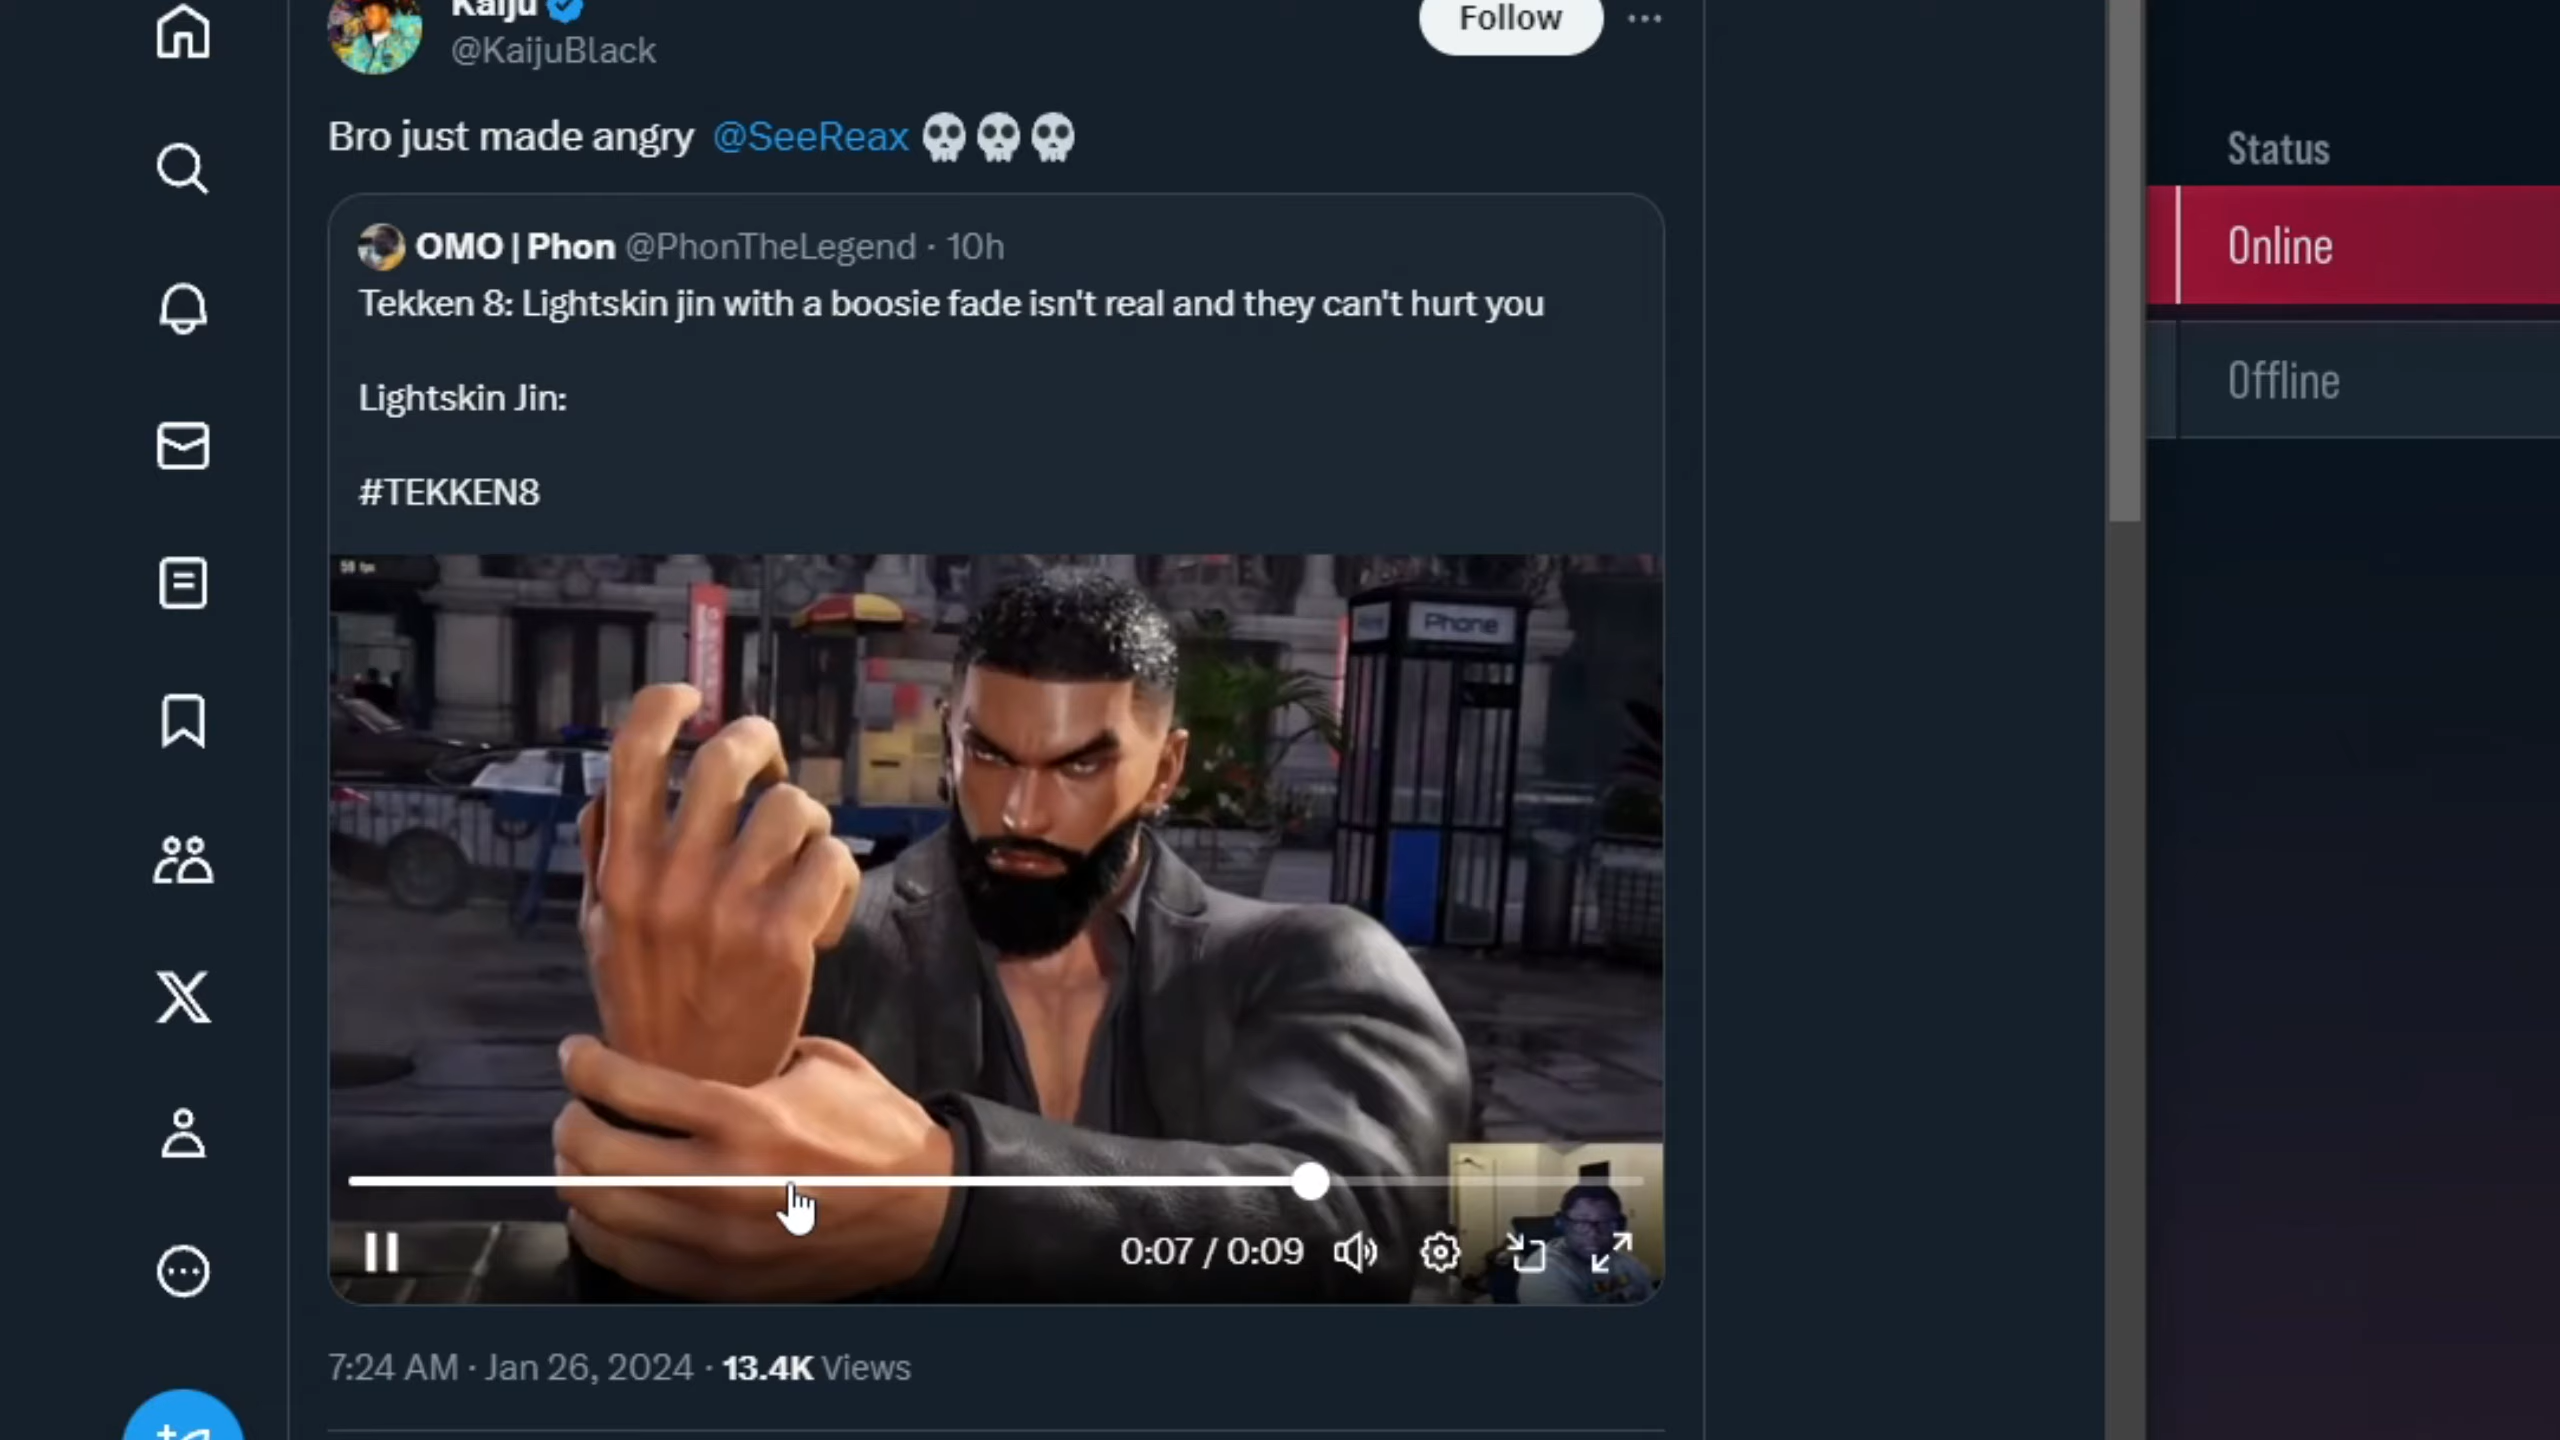 Kaiju
@KaijuBlack
Follow
Bro just made angry @SeeReax 💀💀💀
OMO | Phon @PhonTheLegend · 10h
Tekken 8: Lightskin jin with a boosie fade isn't real and they can't hurt you
Lightskin Jin:
#TEKKEN8
59 fps
Phone
0:07 / 0:09
7:24 AM · Jan 26, 2024 · 13.4K Views
Status
Online
Offline